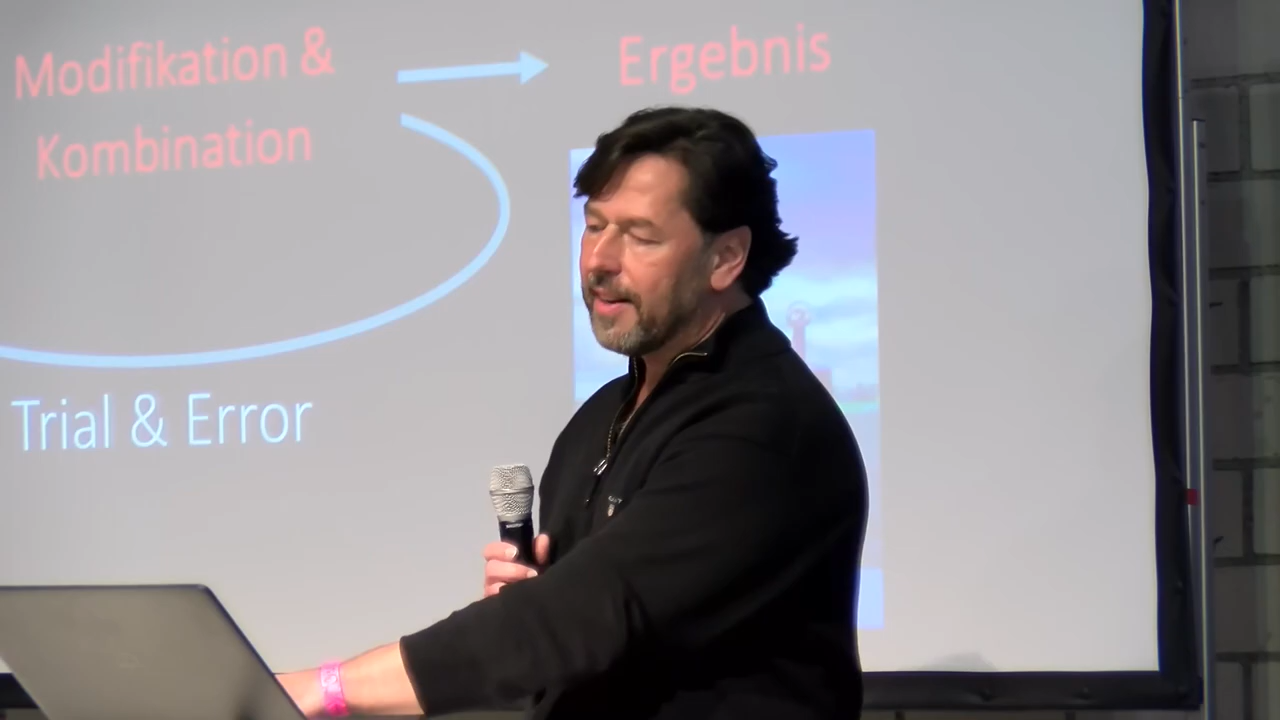 Modifikation &
Kombination
Ergebnis
Trial & Error